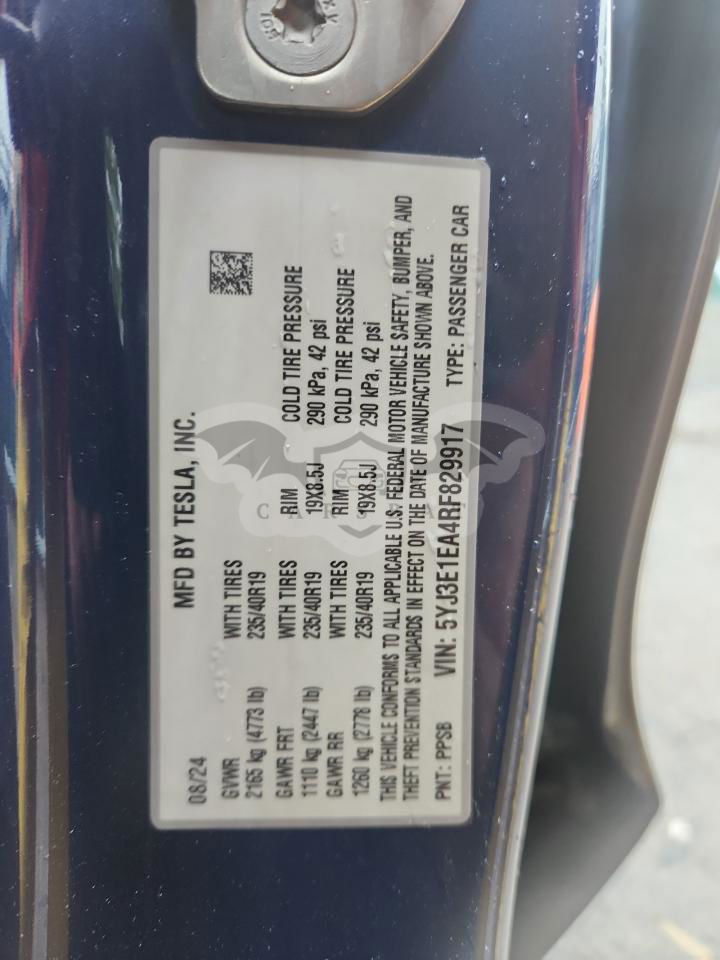 MFD BY TESLA, INC.
08/24
GVWR WITH TIRES
2165 kg (4773 lb) 235/40R19
GAWR FRT WITH TIRES RIM COLD TIRE PRESSURE
1110 kg (2447 lb) 235/40R19 19X8.5J 290 kPa, 42 psi
GAWR RR WITH TIRES RIM COLD TIRE PRESSURE
1260 kg (2778 lb) 235/40R19 19X8.5J 290 kPa, 42 psi
THIS VEHICLE CONFORMS TO ALL APPLICABLE U.S. FEDERAL MOTOR VEHICLE SAFETY, BUMPER, AND
THEFT PREVENTION STANDARDS IN EFFECT ON THE DATE OF MANUFACTURE SHOWN ABOVE.
PNT: PPSB VIN: 5YJ3E1EA4RF829917 TYPE: PASSENGER CAR